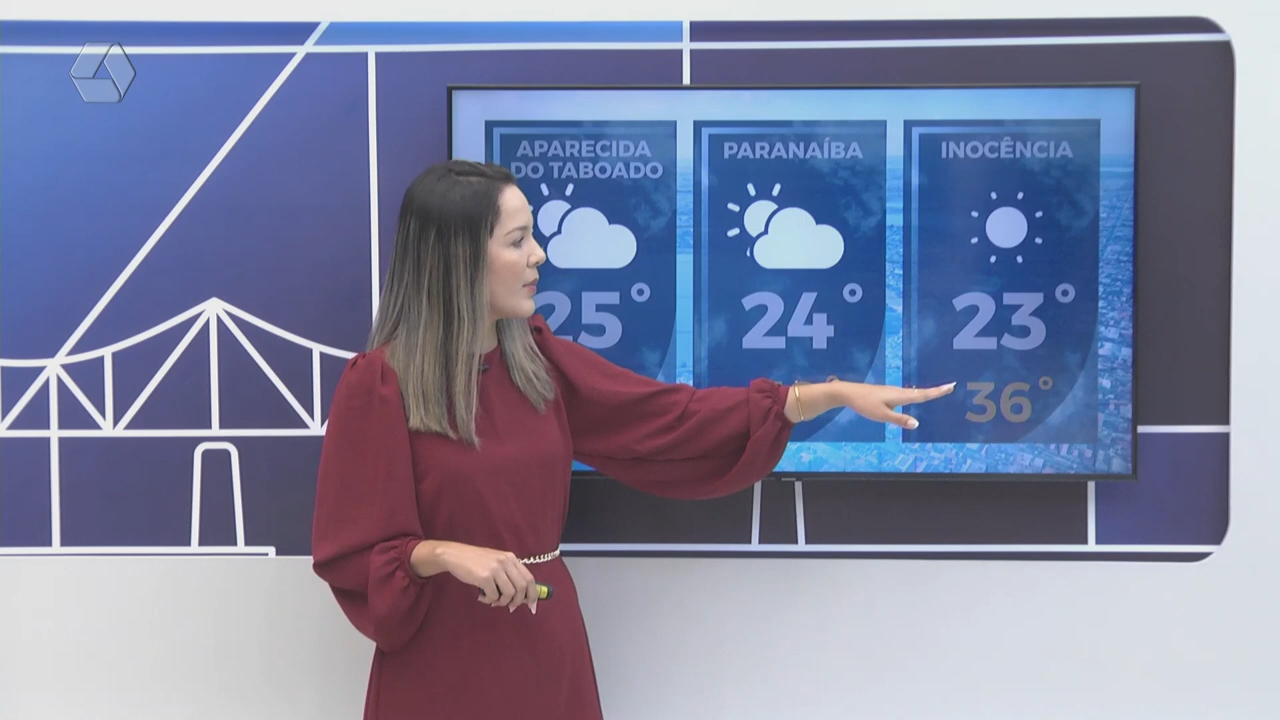 APARECIDA
DO TABOADO
25°
PARANAÍBA
24°
INOCÊNCIA
23°
36°